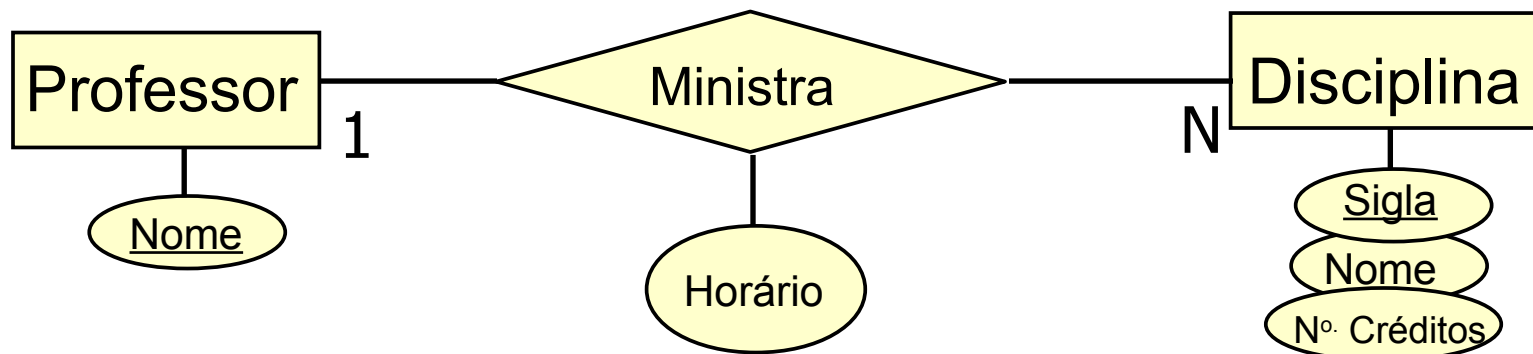 Professor
1
Ministra
N
Disciplina
Nome
Horário
Sigla
Nome
Nº. Créditos